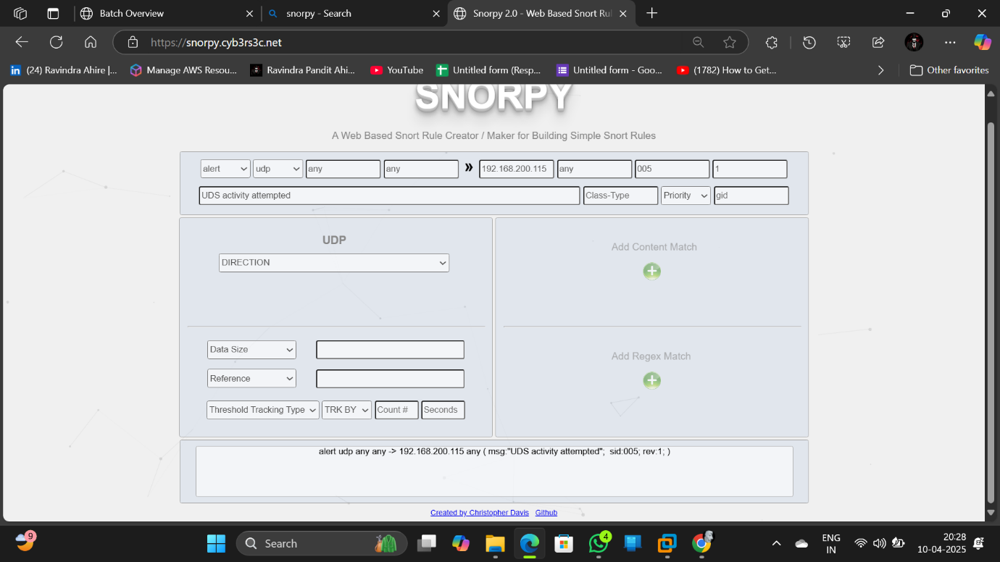 Batch Overview
snorpy - Search
Snorpy 2.0 - Web Based Snort Ru
https://snorpy.cyb3rs3c.net
(24) Ravindra Ahire |...
Manage AWS Resou...
Ravindra Pandit Ahi...
YouTube
Untitled form (Resp...
Untitled form - Goo...
(1782) How to Get...
Other favorites
SNORPY
A Web Based Snort Rule Creator / Maker for Building Simple Snort Rules
alert udp any any » 192.168.200.115 any 005 1
UDS activity attempted Class-Type Priority gid
UDP
DIRECTION
Add Content Match
Data Size
Reference
Add Regex Match
Threshold Tracking Type TRK BY Count # Seconds
alert udp any any -> 192.168.200.115 any ( msg:"UDS activity attempted"; sid:005; rev:1; )
Created by Christopher Davis Github
9
Search
4
ENG
IN
20:28
10-04-2025